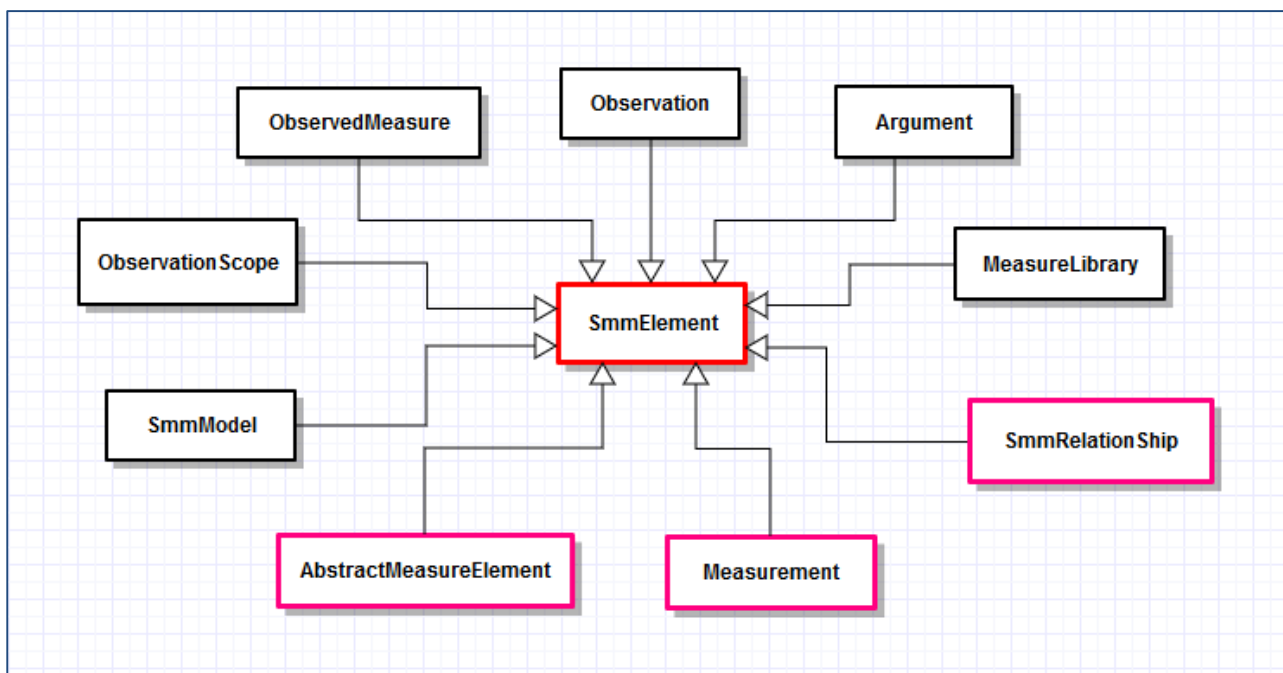 Observation
ObservedMeasure
Argument
ObservationScope
MeasureLibrary
SmmElement
SmmModel
SmmRelationShip
AbstractMeasureElement
Measurement